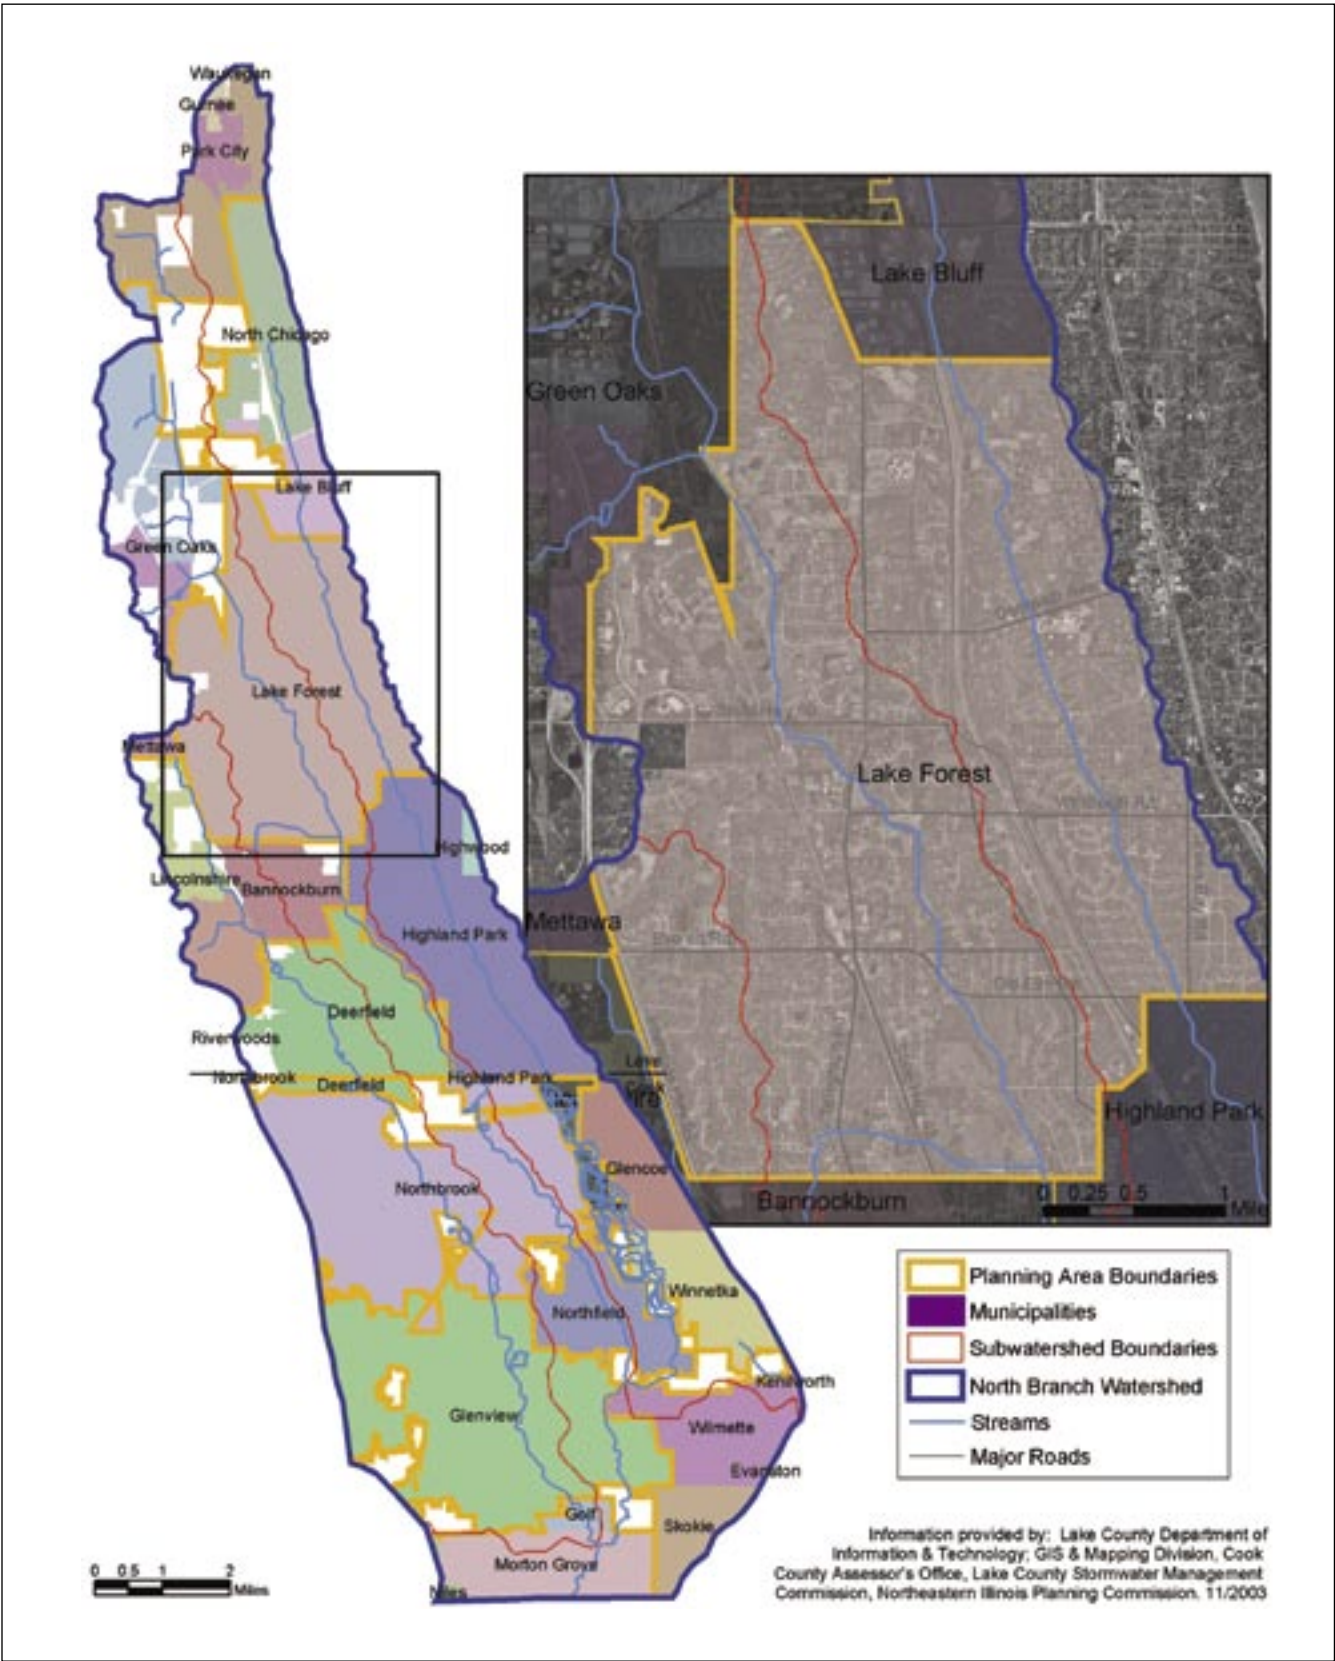 Waukegan
Gurnee
Park City
North Chicago
Lake Bluff
Green Oaks
Lake Forest
Mettawa
Highwood
Lincolnshire
Bannockburn
Highland Park
Deerfield
Riverwoods
Northbrook
Deerfield
Highland Park
Lake
Cook
Glencoe
Northbrook
Winnetka
Northfield
Kenilworth
Glenview
Wilmette
Evanston
Golf
Skokie
Morton Grove
Niles
0 0.5 1 2
Miles
Lake Bluff
Green Oaks
Lake Forest
Mettawa
Highland Park
Bannockburn
0 0.25 0.5 1
Mile
Planning Area Boundaries
Municipalities
Subwatershed Boundaries
North Branch Watershed
Streams
Major Roads
Information provided by: Lake County Department of
Information & Technology; GIS & Mapping Division, Cook
County Assessor's Office, Lake County Stormwater Management
Commission, Northeastern Illinois Planning Commission. 11/2003